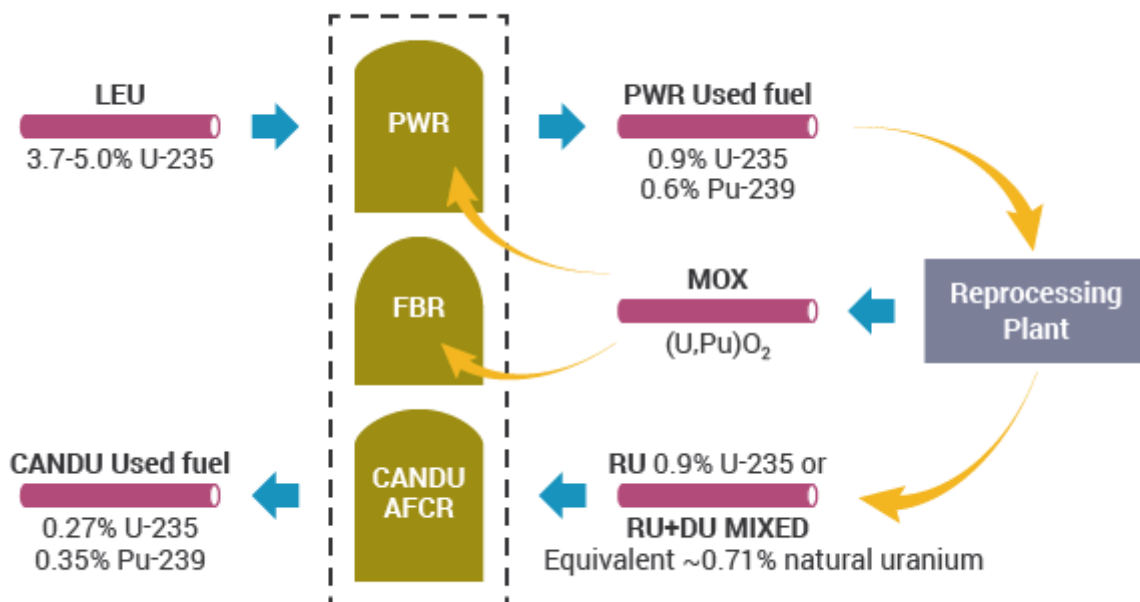 LEU
3.7-5.0% U-235
PWR
PWR Used fuel
0.9% U-235
0.6% Pu-239
FBR
MOX
(U,Pu)O₂
Reprocessing
Plant
CANDU Used fuel
0.27% U-235
0.35% Pu-239
CANDU
AFCR
RU 0.9% U-235 or
RU+DU MIXED
Equivalent ~0.71% natural uranium